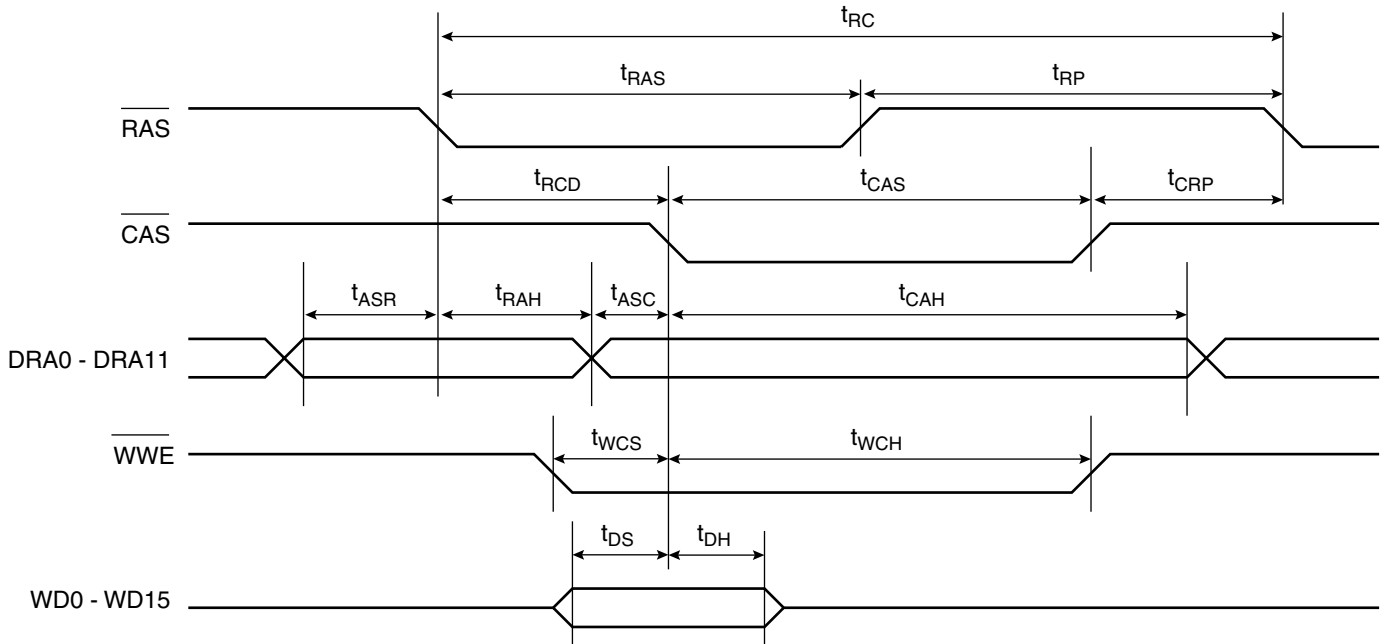 tRC
tRAS tRP
RAS
tRCD tCAS tCRP
CAS
tASR tRAH tASC tCAH
DRA0 - DRA11
tWCS tWCH
WWE
tDS tDH
WD0 - WD15